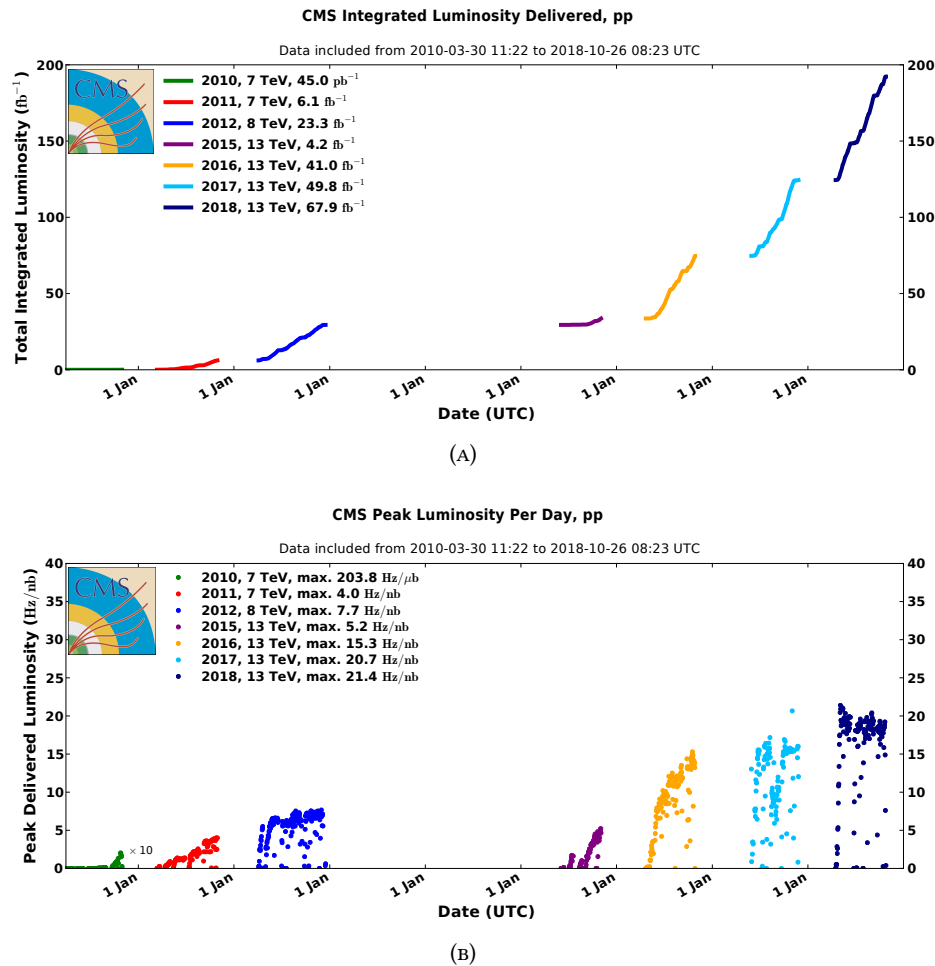 CMS Integrated Luminosity Delivered, pp
Data included from 2010-03-30 11:22 to 2018-10-26 08:23 UTC
CMS
2010, 7 TeV, 45.0 pb⁻¹
2011, 7 TeV, 6.1 fb⁻¹
2012, 8 TeV, 23.3 fb⁻¹
2015, 13 TeV, 4.2 fb⁻¹
2016, 13 TeV, 41.0 fb⁻¹
2017, 13 TeV, 49.8 fb⁻¹
2018, 13 TeV, 67.9 fb⁻¹
Total Integrated Luminosity (fb⁻¹)
200
150
100
50
0
200
150
100
50
0
1 Jan
1 Jan
1 Jan
1 Jan
1 Jan
1 Jan
1 Jan
1 Jan
Date (UTC)
(A)
CMS Peak Luminosity Per Day, pp
Data included from 2010-03-30 11:22 to 2018-10-26 08:23 UTC
CMS
2010, 7 TeV, max. 203.8 Hz/μb
2011, 7 TeV, max. 4.0 Hz/nb
2012, 8 TeV, max. 7.7 Hz/nb
2015, 13 TeV, max. 5.2 Hz/nb
2016, 13 TeV, max. 15.3 Hz/nb
2017, 13 TeV, max. 20.7 Hz/nb
2018, 13 TeV, max. 21.4 Hz/nb
Peak Delivered Luminosity (Hz/nb)
40
35
30
25
20
15
10
5
0
40
35
30
25
20
15
10
5
0
× 10
1 Jan
1 Jan
1 Jan
1 Jan
1 Jan
1 Jan
1 Jan
1 Jan
Date (UTC)
(B)